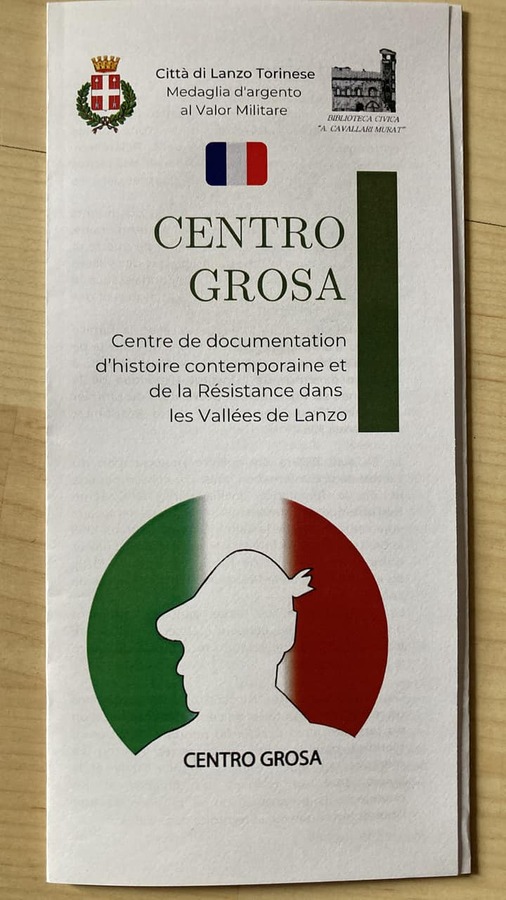 Città di Lanzo Torinese
Medaglia d'argento
al Valor Militare
BIBLIOTECA CIVICA
"A. CAVALLARI MURAT"
CENTRO
GROSA
Centre de documentation
d'histoire contemporaine et
de la Résistance dans
les Vallées de Lanzo
CENTRO GROSA